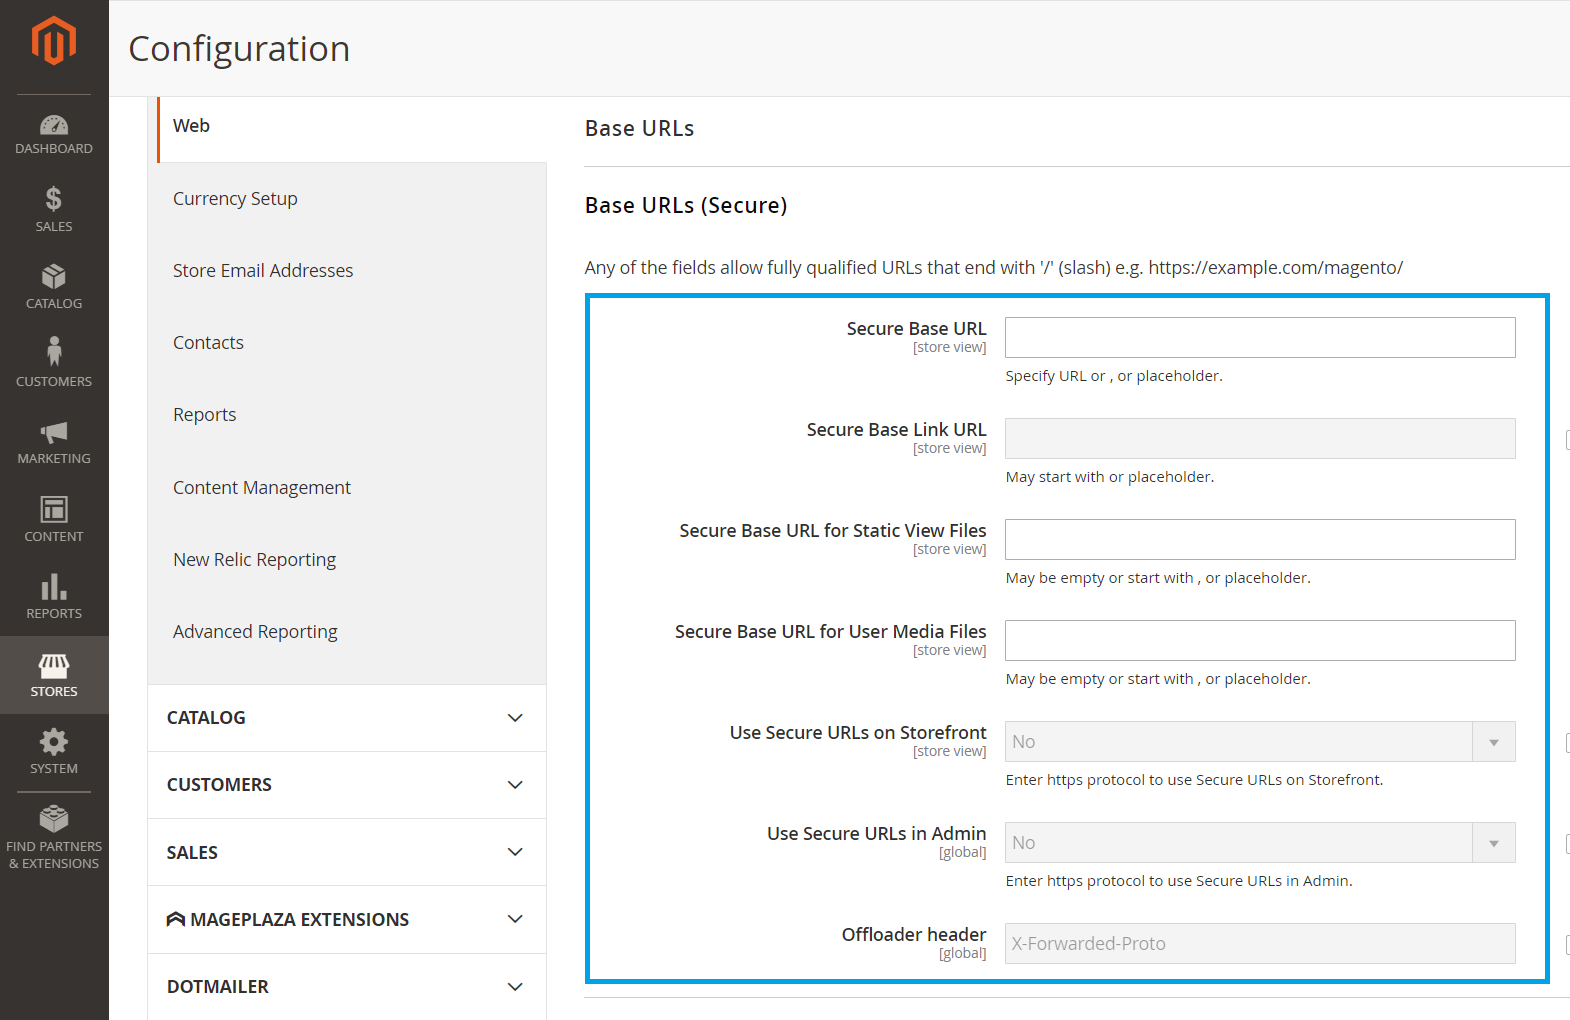 Configuration
DASHBOARD
SALES
CATALOG
CUSTOMERS
MARKETING
CONTENT
REPORTS
STORES
SYSTEM
FIND PARTNERS
& EXTENSIONS
Web
Currency Setup
Store Email Addresses
Contacts
Reports
Content Management
New Relic Reporting
Advanced Reporting
CATALOG
CUSTOMERS
SALES
MAGEPLAZA EXTENSIONS
DOTMAILER
Base URLs
Base URLs (Secure)
Any of the fields allow fully qualified URLs that end with '/' (slash) e.g. https://example.com/magento/
Secure Base URL
[store view]
Specify URL or , or placeholder.
Secure Base Link URL
[store view]
May start with or placeholder.
Secure Base URL for Static View Files
[store view]
May be empty or start with , or placeholder.
Secure Base URL for User Media Files
[store view]
May be empty or start with , or placeholder.
Use Secure URLs on Storefront
[store view]
No
Enter https protocol to use Secure URLs on Storefront.
Use Secure URLs in Admin
[global]
No
Enter https protocol to use Secure URLs in Admin.
Offloader header
[global]
X-Forwarded-Proto